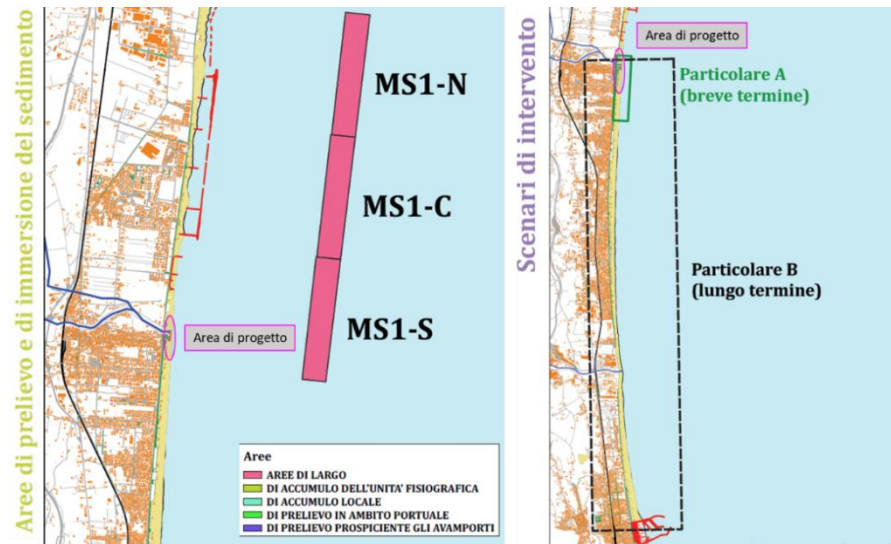 Aree di prelievo e di immersione del sedimento
MS1-N
MS1-C
MS1-S
Area di progetto
Aree
AREE DI LARGO
DI ACCUMULO DELL'UNITA' FISIOGRAFICA
DI ACCUMULO LOCALE
DI PRELIEVO IN AMBITO PORTUALE
DI PRELIEVO PROSPICIENTE GLI AVAMPORTI
Scenari di intervento
Area di progetto
Particolare A
(breve termine)
Particolare B
(lungo termine)